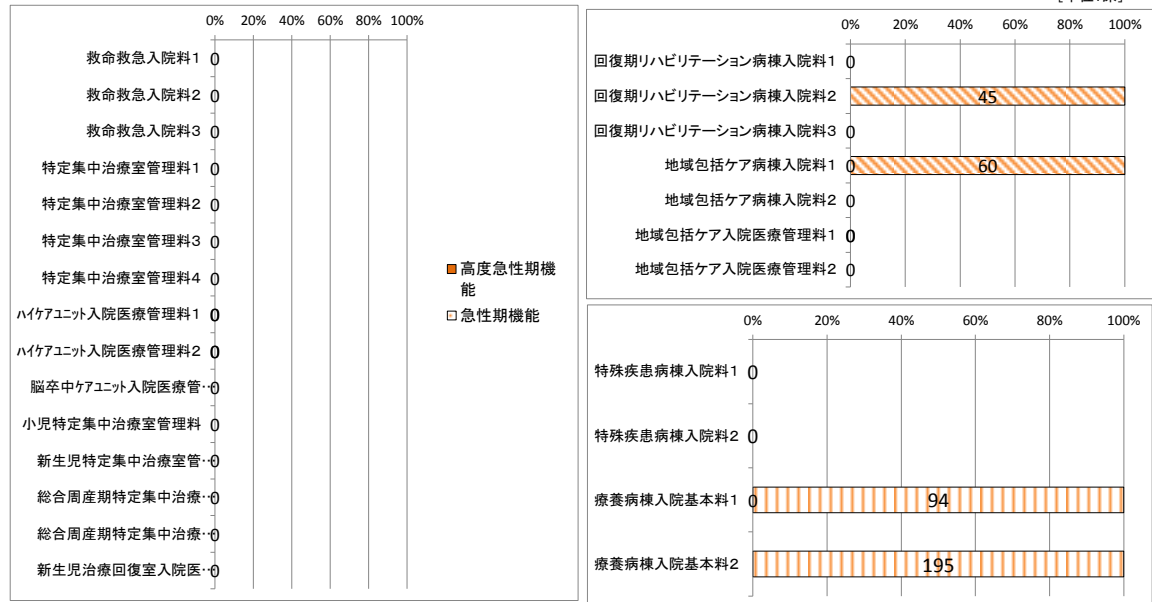 0% 20% 40% 60% 80% 100%
救命救急入院料1 0
救命救急入院料2 0
救命救急入院料3 0
特定集中治療室管理料1 0
特定集中治療室管理料2 0
特定集中治療室管理料3 0
特定集中治療室管理料4 0
ハイケアユニット入院医療管理料1 0
ハイケアユニット入院医療管理料2 0
脳卒中ケアユニット入院医療管… 0
小児特定集中治療室管理料 0
新生児特定集中治療室管… 0
総合周産期特定集中治療… 0
総合周産期特定集中治療… 0
新生児治療回復室入院医… 0
高度急性期機
能
急性期機能
0% 20% 40% 60% 80% 100%
回復期リハビリテーション病棟入院料1 0
回復期リハビリテーション病棟入院料2 45
回復期リハビリテーション病棟入院料3 0
地域包括ケア病棟入院料1 0 60
地域包括ケア病棟入院料2 0
地域包括ケア入院医療管理料1 0
地域包括ケア入院医療管理料2 0
0% 20% 40% 60% 80% 100%
特殊疾患病棟入院料1 0
特殊疾患病棟入院料2 0
療養病棟入院基本料1 0 94
療養病棟入院基本料2 195